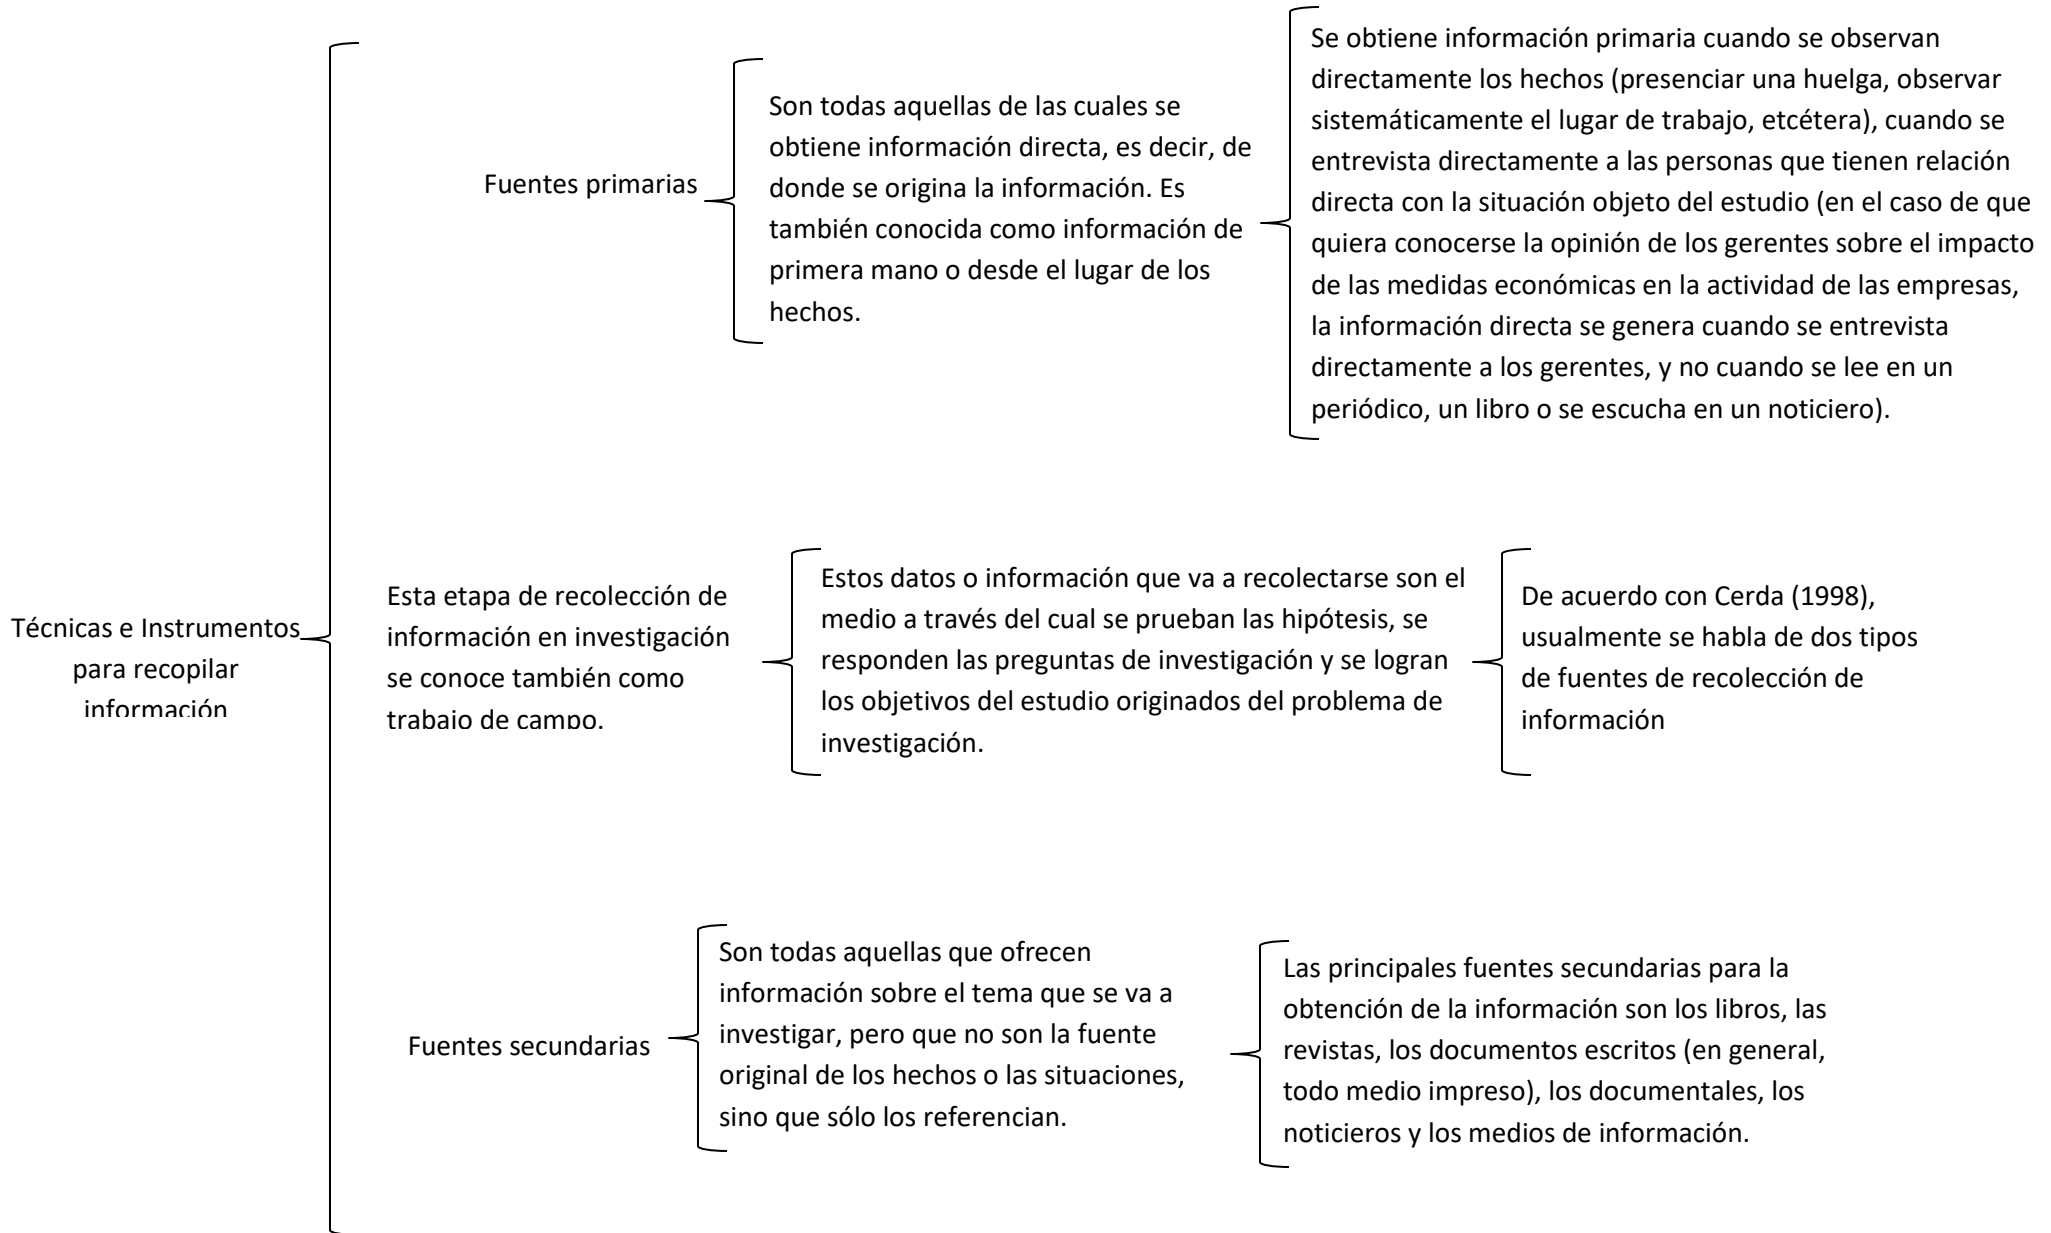 Técnicas e Instrumentos
para recopilar
información
Fuentes primarias
Son todas aquellas de las cuales se
obtiene información directa, es decir, de
donde se origina la información. Es
también conocida como información de
primera mano o desde el lugar de los
hechos.
Se obtiene información primaria cuando se observan
directamente los hechos (presenciar una huelga, observar
sistemáticamente el lugar de trabajo, etcétera), cuando se
entrevista directamente a las personas que tienen relación
directa con la situación objeto del estudio (en el caso de que
quiera conocerse la opinión de los gerentes sobre el impacto
de las medidas económicas en la actividad de las empresas,
la información directa se genera cuando se entrevista
directamente a los gerentes, y no cuando se lee en un
periódico, un libro o se escucha en un noticiero).
Esta etapa de recolección de
información en investigación
se conoce también como
trabajo de campo.
Estos datos o información que va a recolectarse son el
medio a través del cual se prueban las hipótesis, se
responden las preguntas de investigación y se logran
los objetivos del estudio originados del problema de
investigación.
De acuerdo con Cerda (1998),
usualmente se habla de dos tipos
de fuentes de recolección de
información
Fuentes secundarias
Son todas aquellas que ofrecen
información sobre el tema que se va a
investigar, pero que no son la fuente
original de los hechos o las situaciones,
sino que sólo los referencian.
Las principales fuentes secundarias para la
obtención de la información son los libros, las
revistas, los documentos escritos (en general,
todo medio impreso), los documentales, los
noticieros y los medios de información.